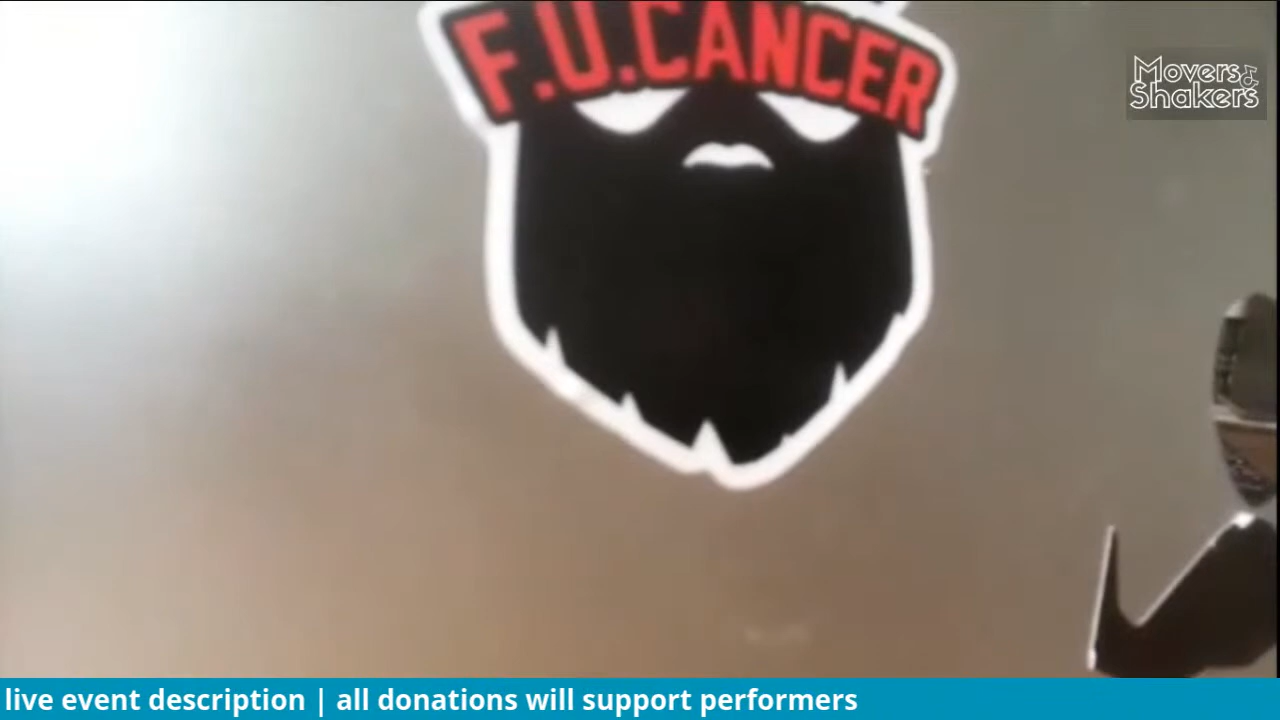 F.U.CANCER
Movers
Shakers
live event description | all donations will support performers